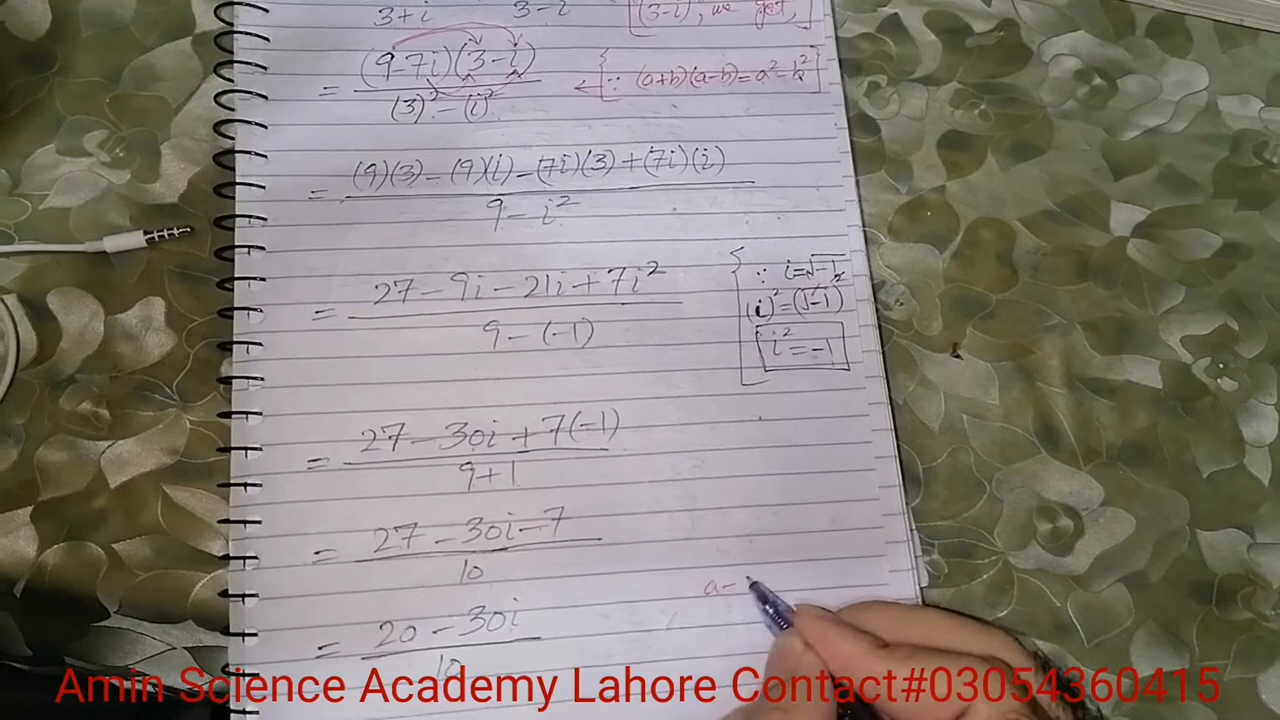 3+i 3-i (3-i), we get,
= (9-7i)(3-i) / (3)² - (i)² ← { ∵ (a+b)(a-b)=a²-b² }
= (9)(3) - (9)(i) - (7i)(3) + (7i)(i) / 9 - i²
= 27 - 9i - 21i + 7i² / 9 - (-1)
{ ∵ i=√-1
(i)² = (√-1)²
i² = -1
= 27 - 30i + 7(-1) / 9+1
= 27 - 30i - 7 / 10
a-
= 20 - 30i / 10
Amin Science Academy Lahore Contact#03054360415